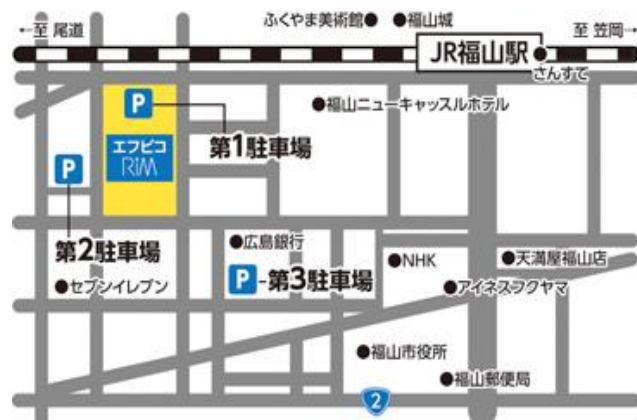 ←至 尾道
ふくやま美術館
福山城
至 笠岡→
JR福山駅
さんすて
P
福山ニューキャッスルホテル
エフピコ
RiM
第1駐車場
P
第2駐車場
広島銀行
NHK
天満屋福山店
セブンイレブン
P-第3駐車場
アイネスフクヤマ
福山市役所
福山郵便局
2